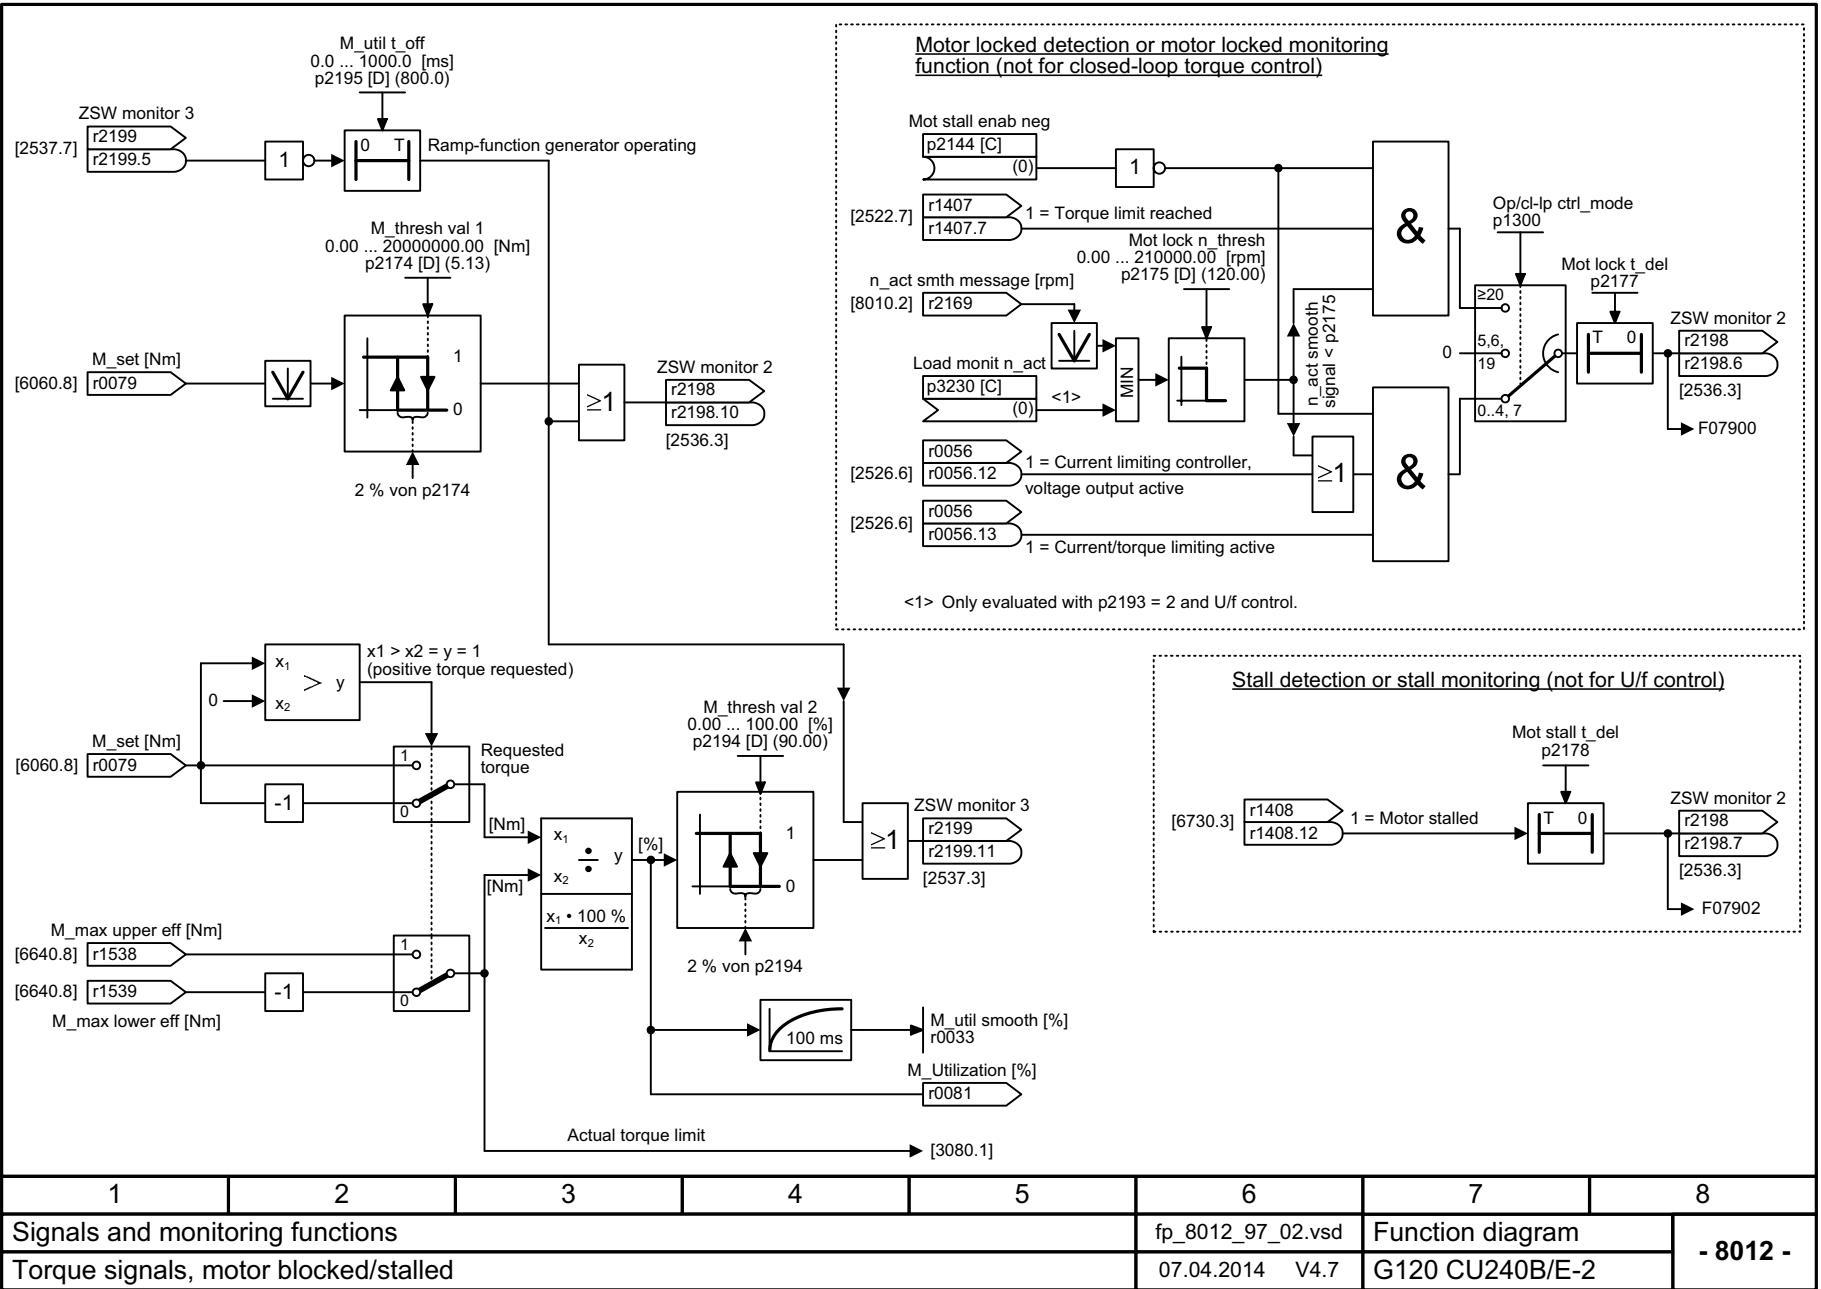 M_util t_off
0.0 ... 1000.0 [ms]
p2195 [D] (800.0)
ZSW monitor 3
[2537.7]
r2199
r2199.5
1
0 T
Ramp-function generator operating
M_thresh val 1
0.00 ... 20000000.00 [Nm]
p2174 [D] (5.13)
M_set [Nm]
[6060.8]
r0079
1
0
2 % von p2174
≥1
ZSW monitor 2
r2198
r2198.10
[2536.3]
Motor locked detection or motor locked monitoring
function (not for closed-loop torque control)
Mot stall enab neg
p2144 [C]
(0)
1
[2522.7]
r1407
r1407.7
1 = Torque limit reached
Mot lock n_thresh
0.00 ... 210000.00 [rpm]
p2175 [D] (120.00)
n_act smth message [rpm]
[8010.2]
r2169
Load monit n_act
p3230 [C]
(0)
<1>
MIN
n_act smooth
signal < p2175
[2526.6]
r0056
r0056.12
1 = Current limiting controller,
voltage output active
≥1
[2526.6]
r0056
r0056.13
1 = Current/torque limiting active
&
&
Op/cl-lp ctrl_mode
p1300
≥20
0
5,6,
19
0..4, 7
Mot lock t_del
p2177
T 0
ZSW monitor 2
r2198
r2198.6
[2536.3]
F07900
<1> Only evaluated with p2193 = 2 and U/f control.
x1
x2
> y
0
x1 > x2 = y = 1
(positive torque requested)
M_set [Nm]
[6060.8]
r0079
-1
1
0
Requested
torque
[Nm]
[Nm]
x1
x2
÷ y
x1 • 100 %
x2
[%]
M_max upper eff [Nm]
[6640.8]
r1538
[6640.8]
r1539
M_max lower eff [Nm]
-1
1
0
M_thresh val 2
0.00 ... 100.00 [%]
p2194 [D] (90.00)
1
0
2 % von p2194
≥1
ZSW monitor 3
r2199
r2199.11
[2537.3]
100 ms
M_util smooth [%]
r0033
M_Utilization [%]
r0081
Actual torque limit
[3080.1]
Stall detection or stall monitoring (not for U/f control)
Mot stall t_del
p2178
[6730.3]
r1408
r1408.12
1 = Motor stalled
T 0
ZSW monitor 2
r2198
r2198.7
[2536.3]
F07902
1 2 3 4 5 6 7 8
Signals and monitoring functions
fp_8012_97_02.vsd
Function diagram
- 8012 -
Torque signals, motor blocked/stalled
07.04.2014 V4.7
G120 CU240B/E-2